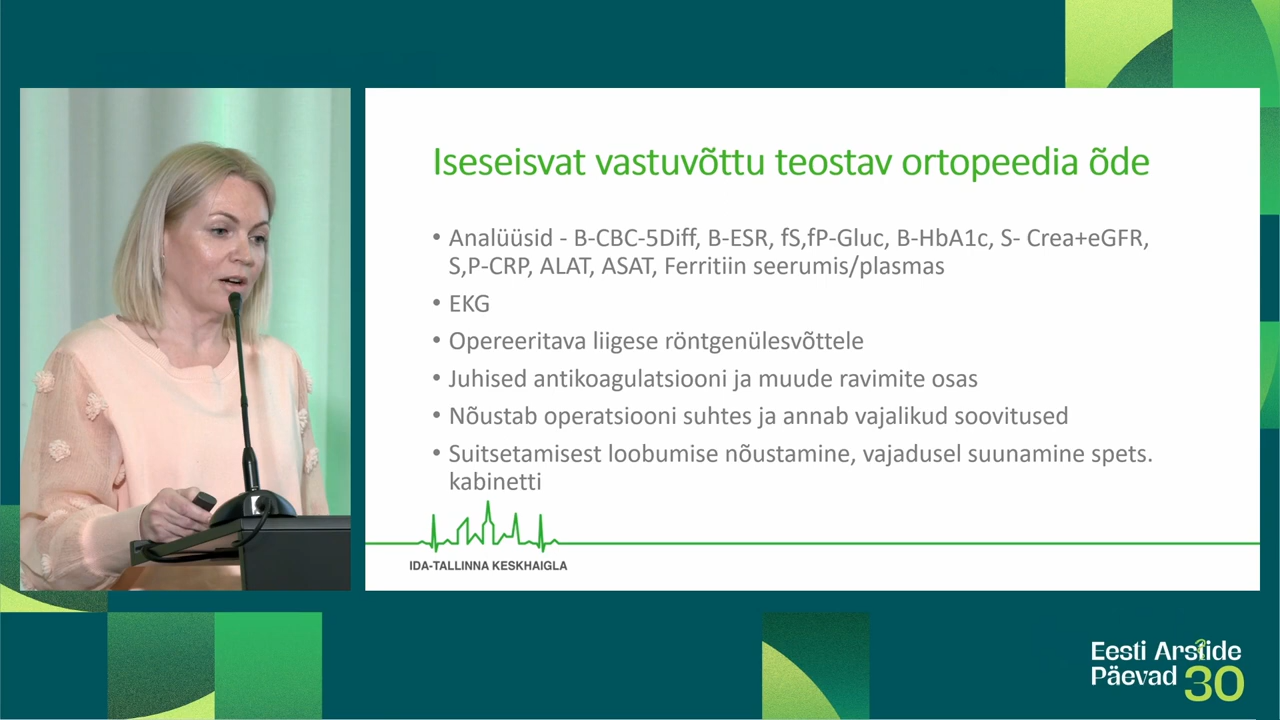 Iseseisvat vastuvõttu teostav ortopeedia õde
• Analüüsid - B-CBC-5Diff, B-ESR, fS,fP-Gluc, B-HbA1c, S- Crea+eGFR,
S,P-CRP, ALAT, ASAT, Ferritiin seerumis/plasmas
• EKG
• Opereeritava liigese röntgenülesvõttele
• Juhised antikoagulatsiooni ja muude ravimite osas
• Nõustab operatsiooni suhtes ja annab vajalikud soovitused
• Suitsetamisest loobumise nõustamine, vajadusel suunamine spets.
kabinetti
IDA-TALLINNA KESKHAIGLA
Eesti Arstide
Päevad 30